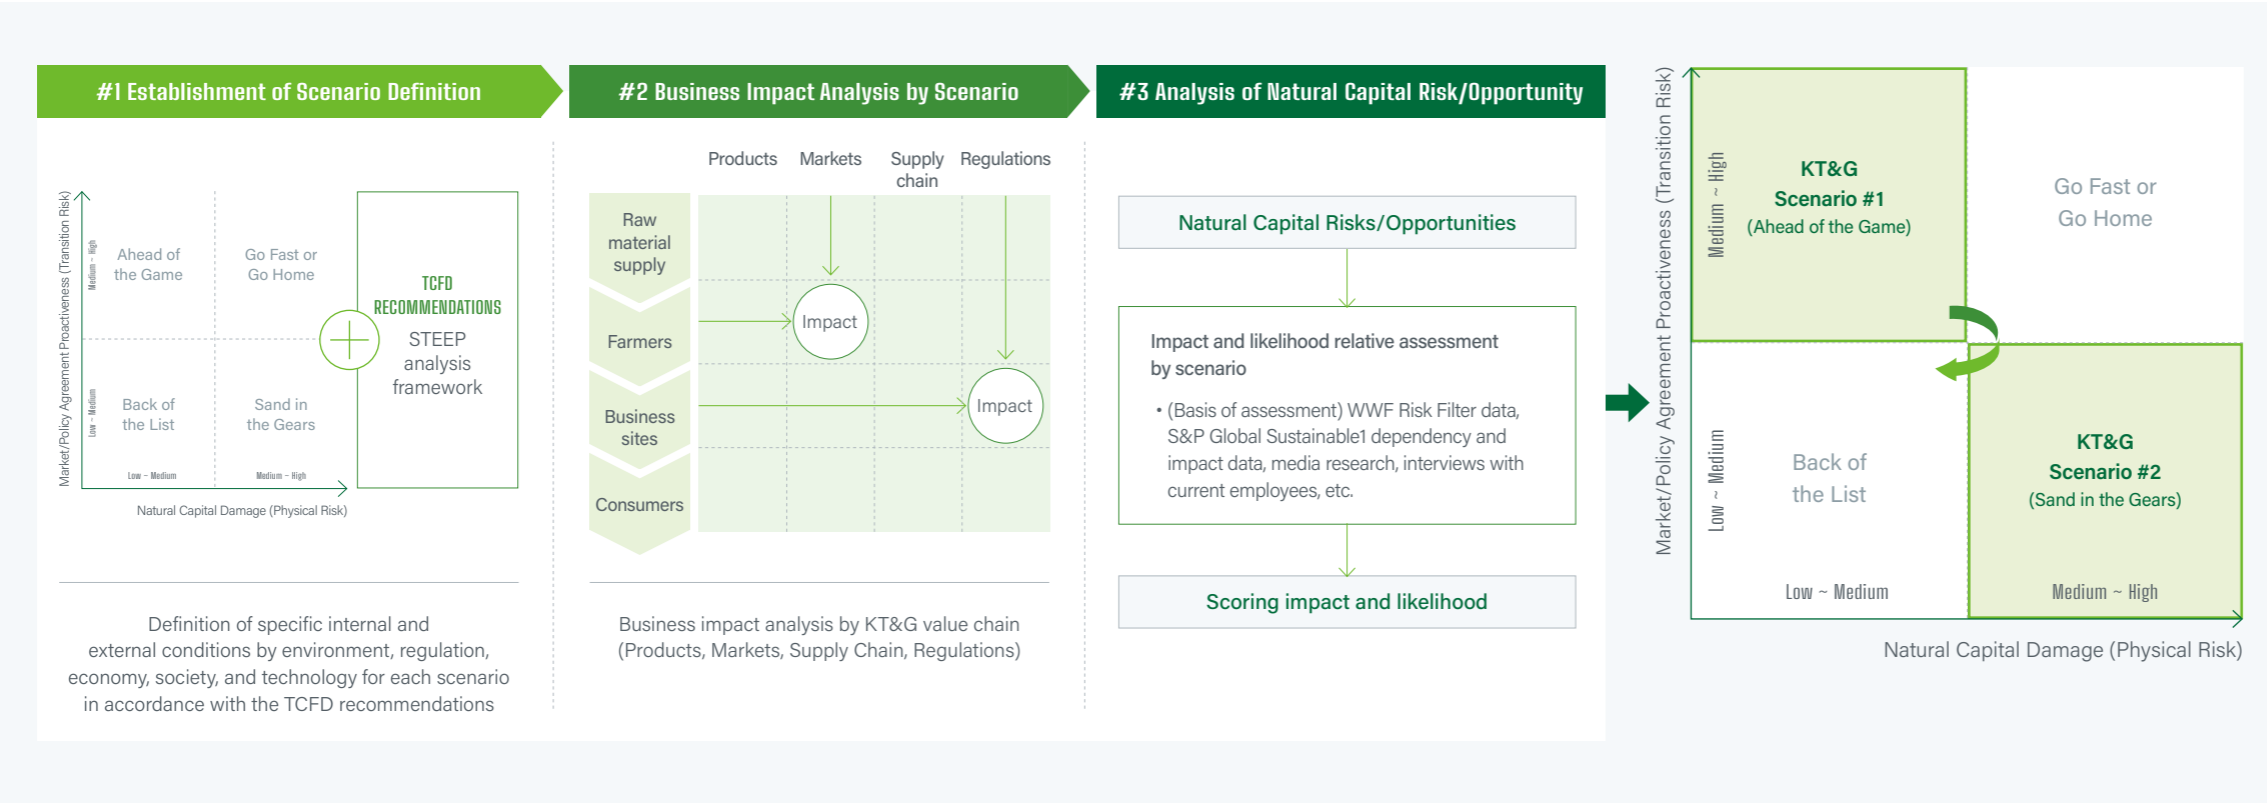 #1 Establishment of Scenario Definition
Market/Policy Agreement Proactiveness (Transition Risk)
Medium ~ High
Low ~ Medium
Ahead of
the Game
Go Fast or
Go Home
Back of
the List
Sand in
the Gears
Low ~ Medium
Medium ~ High
Natural Capital Damage (Physical Risk)
TCFD
RECOMMENDATIONS
STEEP
analysis
framework
Definition of specific internal and
external conditions by environment, regulation,
economy, society, and technology for each scenario
in accordance with the TCFD recommendations
#2 Business Impact Analysis by Scenario
Products
Markets
Supply
chain
Regulations
Raw
material
supply
Farmers
Business
sites
Consumers
Impact
Impact
Business impact analysis by KT&G value chain
(Products, Markets, Supply Chain, Regulations)
#3 Analysis of Natural Capital Risk/Opportunity
Natural Capital Risks/Opportunities
Impact and likelihood relative assessment
by scenario
• (Basis of assessment) WWF Risk Filter data,
S&P Global Sustainable1 dependency and
impact data, media research, interviews with
current employees, etc.
Scoring impact and likelihood
Market/Policy Agreement Proactiveness (Transition Risk)
Medium ~ High
Low ~ Medium
KT&G
Scenario #1
(Ahead of the Game)
Go Fast or
Go Home
Back of
the List
KT&G
Scenario #2
(Sand in the Gears)
Low ~ Medium
Medium ~ High
Natural Capital Damage (Physical Risk)